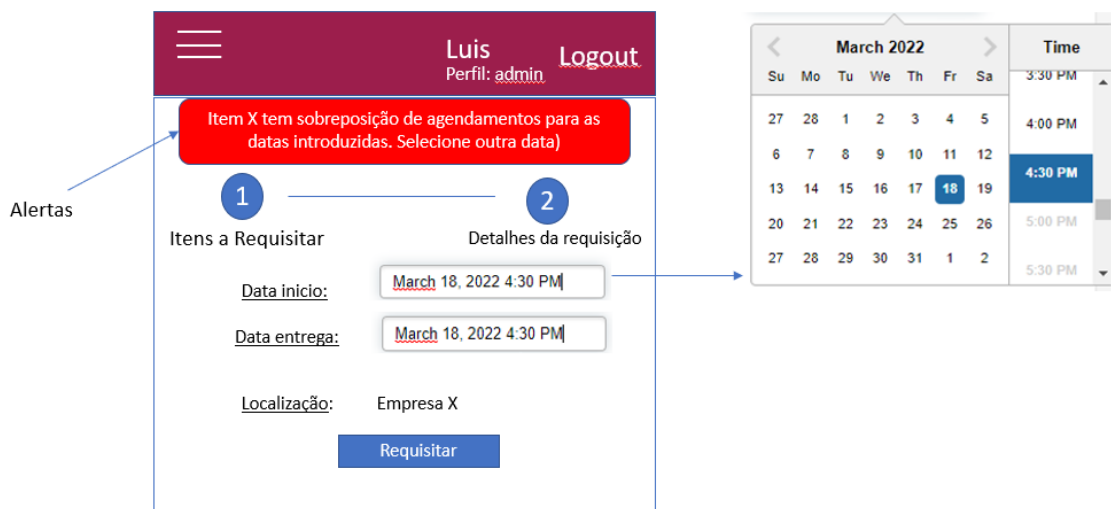 Luis
Perfil: admin
Logout
Item X tem sobreposição de agendamentos para as
datas introduzidas. Selecione outra data)
Alertas
1
2
Itens a Requisitar
Detalhes da requisição
Data inicio:
March 18, 2022 4:30 PM
Data entrega:
March 18, 2022 4:30 PM
Localização:
Empresa X
Requisitar
March 2022
Su Mo Tu We Th Fr Sa
27 28 1 2 3 4 5
6 7 8 9 10 11 12
13 14 15 16 17 18 19
20 21 22 23 24 25 26
27 28 29 30 31 1 2
Time
3:30 PM
4:00 PM
4:30 PM
5:00 PM
5:30 PM